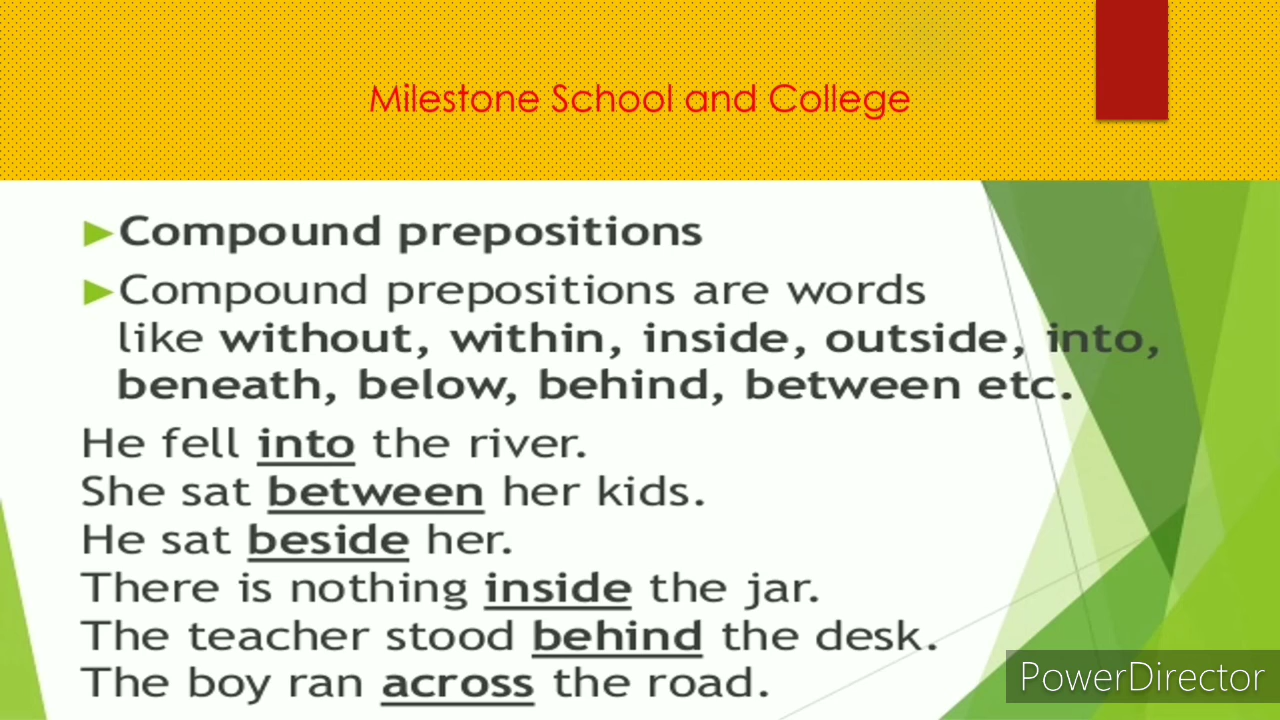 Milestone School and College
Compound prepositions
Compound prepositions are words
like without, within, inside, outside, into,
beneath, below, behind, between etc.
He fell into the river.
She sat between her kids.
He sat beside her.
There is nothing inside the jar.
The teacher stood behind the desk.
The boy ran across the road.
PowerDirector